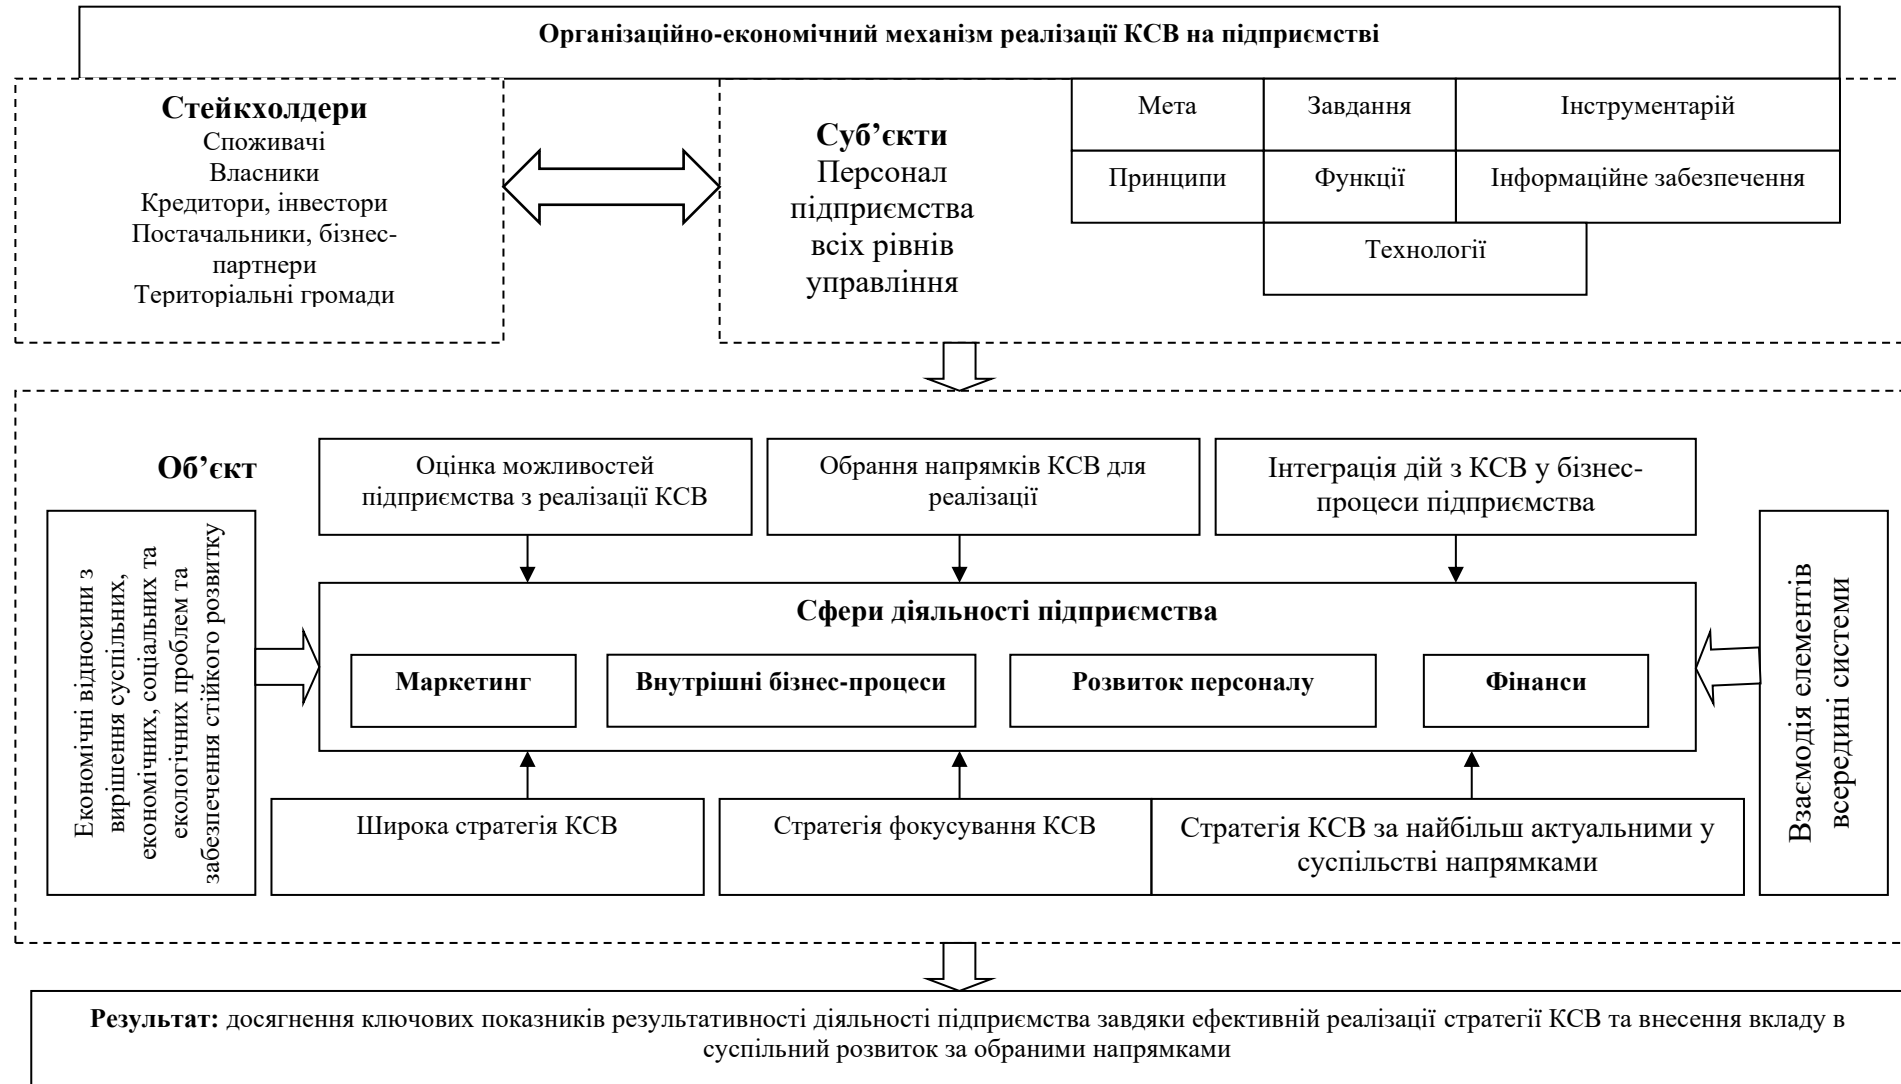 Організаційно-економічний механізм реалізації КСВ на підприємстві
Стейкхолдери
Споживачі
Власники
Кредитори, інвестори
Постачальники, бізнес-
партнери
Територіальні громади
Суб’єкти
Персонал
підприємства
всіх рівнів
управління
Мета
Завдання
Інструментарій
Принципи
Функції
Інформаційне забезпечення
Технології
Об’єкт
Оцінка можливостей
підприємства з реалізації КСВ
Обрання напрямків КСВ для
реалізації
Інтеграція дій з КСВ у бізнес-
процеси підприємства
Економічні відносини з
вирішення суспільних,
економічних, соціальних та
екологічних проблем та
забезпечення стійкого розвитку
Сфери діяльності підприємства
Маркетинг
Внутрішні бізнес-процеси
Розвиток персоналу
Фінанси
Взаємодія елементів
всередині системи
Широка стратегія КСВ
Стратегія фокусування КСВ
Стратегія КСВ за найбільш актуальними у
суспільстві напрямками
Результат: досягнення ключових показників результативності діяльності підприємства завдяки ефективній реалізації стратегії КСВ та внесення вкладу в
суспільний розвиток за обраними напрямками